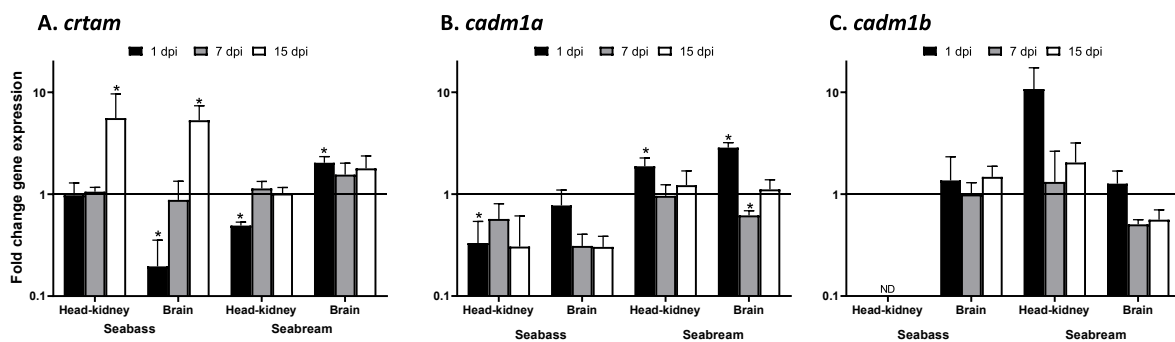 A. crtam
1 dpi 7 dpi 15 dpi
Fold change gene expression
10
1
0.1
* * * * *
Head-kidney Brain Head-kidney Brain
Seabass Seabream
B. cadm1a
1 dpi 7 dpi 15 dpi
10
1
0.1
* * * *
Head-kidney Brain Head-kidney Brain
Seabass Seabream
C. cadm1b
1 dpi 7 dpi 15 dpi
10
1
0.1
ND
Head-kidney Brain Head-kidney Brain
Seabass Seabream